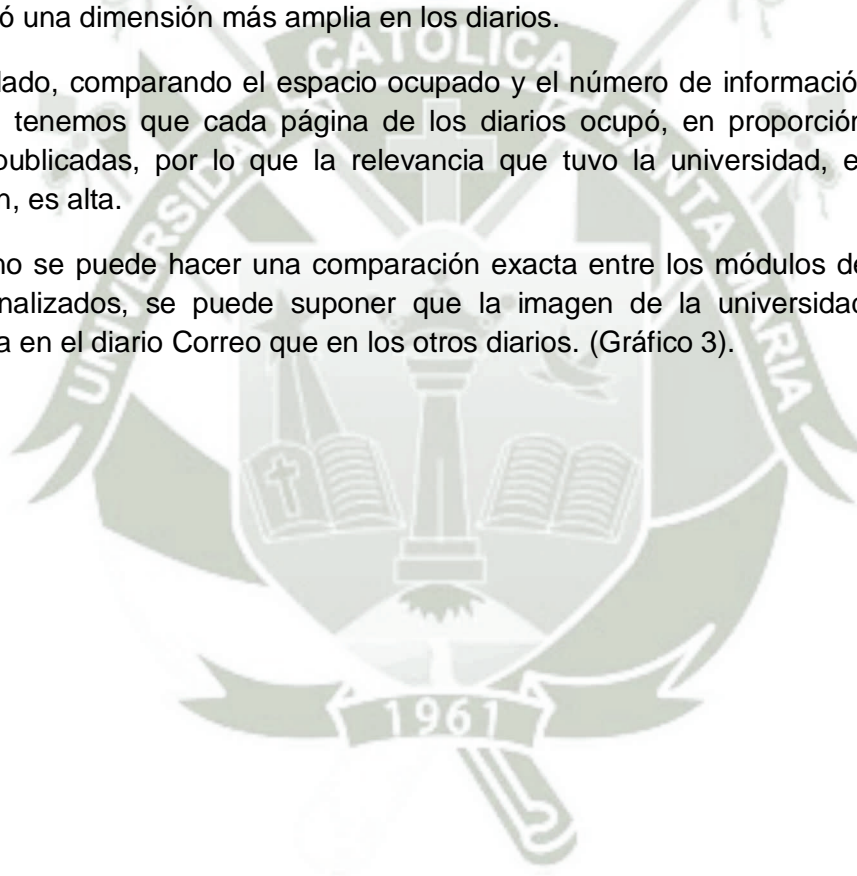 ó una dimensión más amplia en los diarios.
lado, comparando el espacio ocupado y el número de informació
tenemos que cada página de los diarios ocupó, en proporción
publicadas, por lo que la relevancia que tuvo la universidad, e
n, es alta.
no se puede hacer una comparación exacta entre los módulos de
nalizados, se puede suponer que la imagen de la universidad
a en el diario Correo que en los otros diarios. (Gráfico 3).
UNIVERSIDAD CATOLICA SANTA MARIA
1961